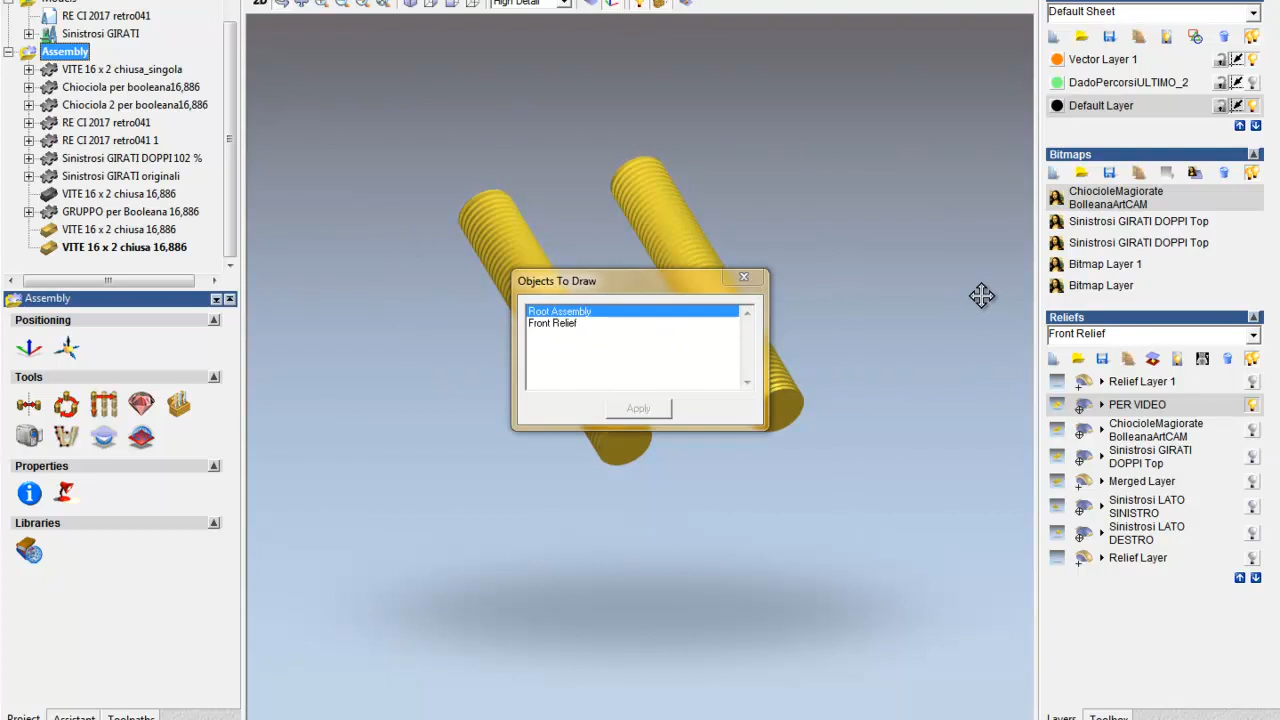 Models
RE CI 2017 retro041
Sinistrosi GIRATI
Assembly
VITE 16 x 2 chiusa_singola
Chiociola per booleana16,886
Chiociola 2 per booleana16,886
RE CI 2017 retro041
RE CI 2017 retro041 1
Sinistrosi GIRATI DOPPI 102 %
Sinistrosi GIRATI originali
VITE 16 x 2 chiusa 16,886
GRUPPO per Booleana 16,886
VITE 16 x 2 chiusa 16,886
VITE 16 x 2 chiusa 16,886
Assembly
Positioning
Tools
Properties
Libraries
Project
Assistant
Toolpaths
2D
High Detail
Objects To Draw
Root Assembly
Front Relief
Apply
Default Sheet
Vector Layer 1
DadoPercorsiULTIMO_2
Default Layer
Bitmaps
ChiocioleMagiorate
BolleanaArtCAM
Sinistrosi GIRATI DOPPI Top
Sinistrosi GIRATI DOPPI Top
Bitmap Layer 1
Bitmap Layer
Reliefs
Front Relief
Relief Layer 1
PER VIDEO
ChiocioleMagiorate
BolleanaArtCAM
Sinistrosi GIRATI
DOPPI Top
Merged Layer
Sinistrosi LATO
SINISTRO
Sinistrosi LATO
DESTRO
Relief Layer
Layers
Toolbox